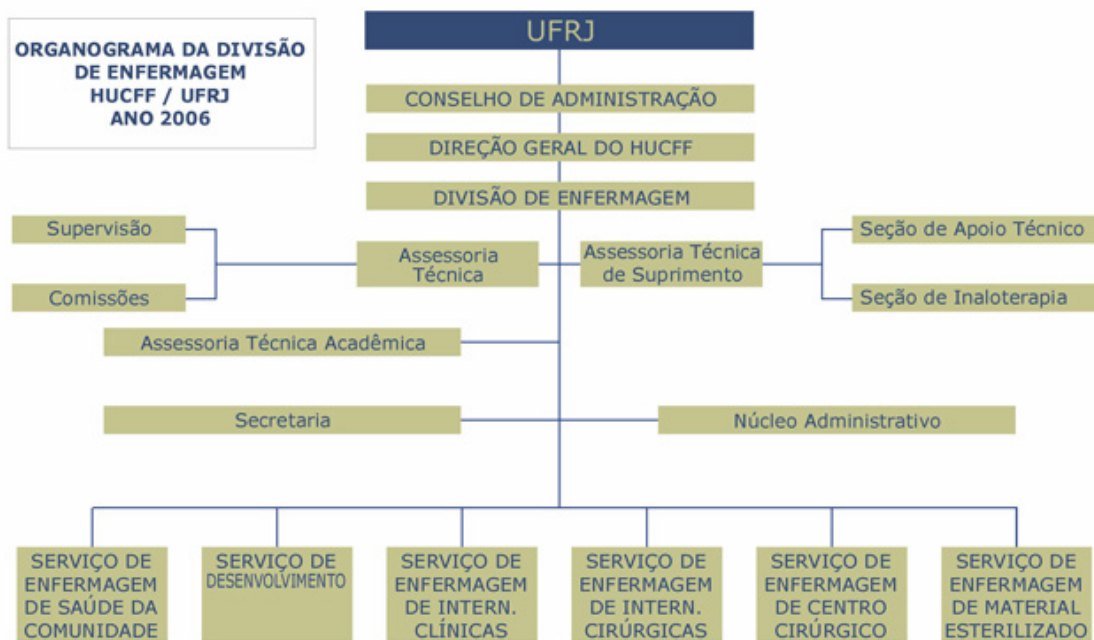 UFRJ
ORGANOGRAMA DA DIVISÃO
DE ENFERMAGEM
HUCFF / UFRJ
ANO 2006
CONSELHO DE ADMINISTRAÇÃO
DIREÇÃO GERAL DO HUCFF
DIVISÃO DE ENFERMAGEM
Supervisão
Comissões
Assessoria
Técnica
Assessoria Técnica
de Suprimento
Seção de Apoio Técnico
Seção de Inaloterapia
Assessoria Técnica Acadêmica
Secretaria
Núcleo Administrativo
SERVIÇO DE
ENFERMAGEM
DE SAÚDE DA
COMUNIDADE
SERVIÇO DE
DESENVOLVIMENTO
SERVIÇO DE
ENFERMAGEM
DE INTERN.
CLÍNICAS
SERVIÇO DE
ENFERMAGEM
DE INTERN.
CIRÚRGICAS
SERVIÇO DE
ENFERMAGEM
DE CENTRO
CIRÚRGICO
SERVIÇO DE
ENFERMAGEM
DE MATERIAL
ESTERILIZADO